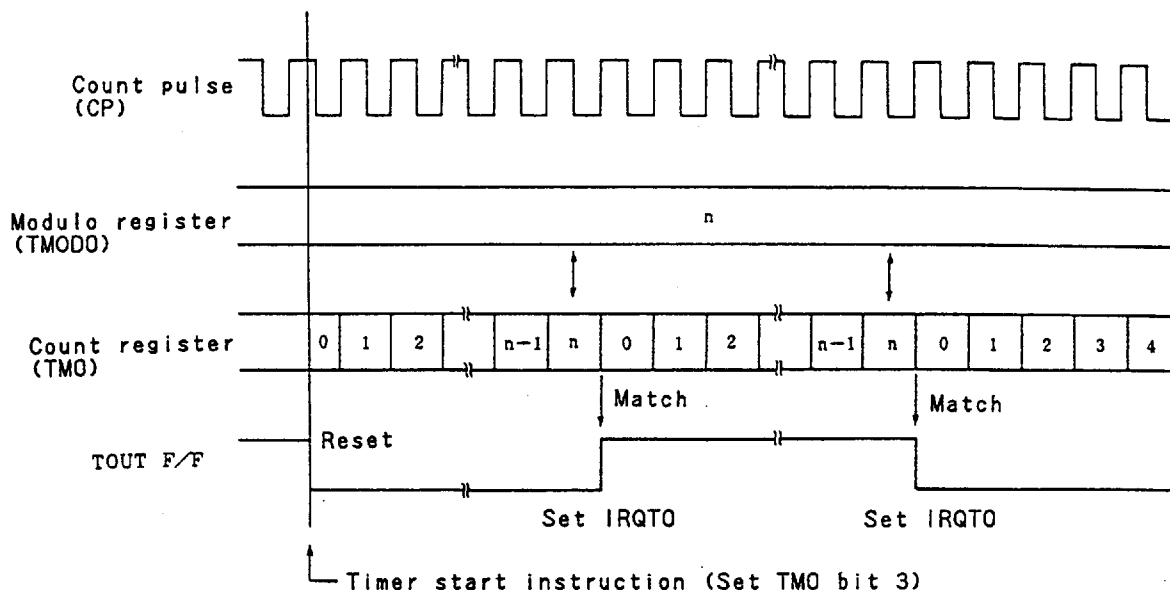 Count pulse
(CP)
Modulo register
(TMOD0)
n
Count register
(TM0)
0 1 2 n-1 n 0 1 2 n-1 n 0 1 2 3 4
Match
Match
TOUT F/F
Reset
Set IRQT0
Set IRQT0
Timer start instruction (Set TM0 bit 3)